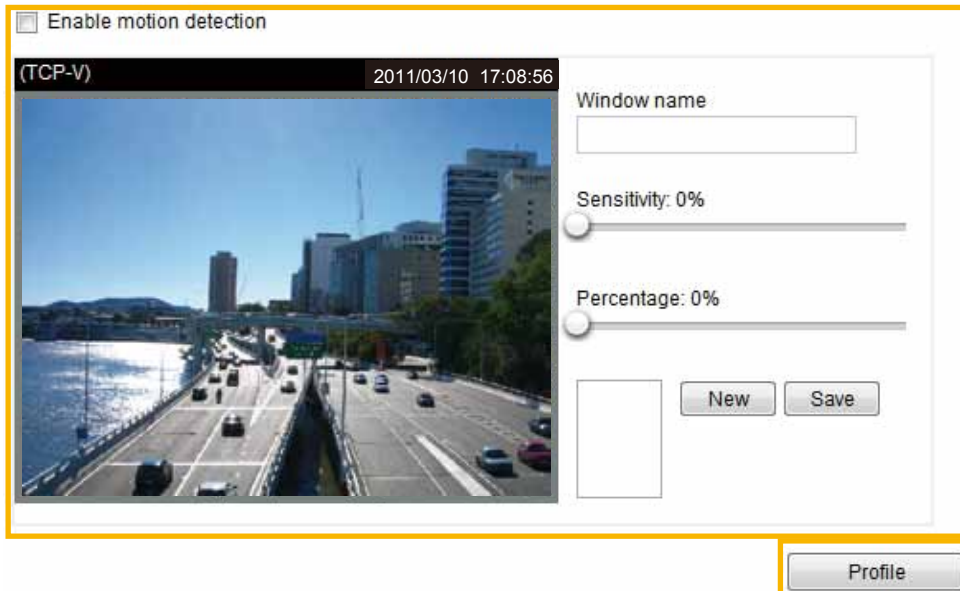 Enable motion detection
(TCP-V) 2011/03/10 17:08:56
Window name
Sensitivity: 0%
Percentage: 0%
New Save
Profile